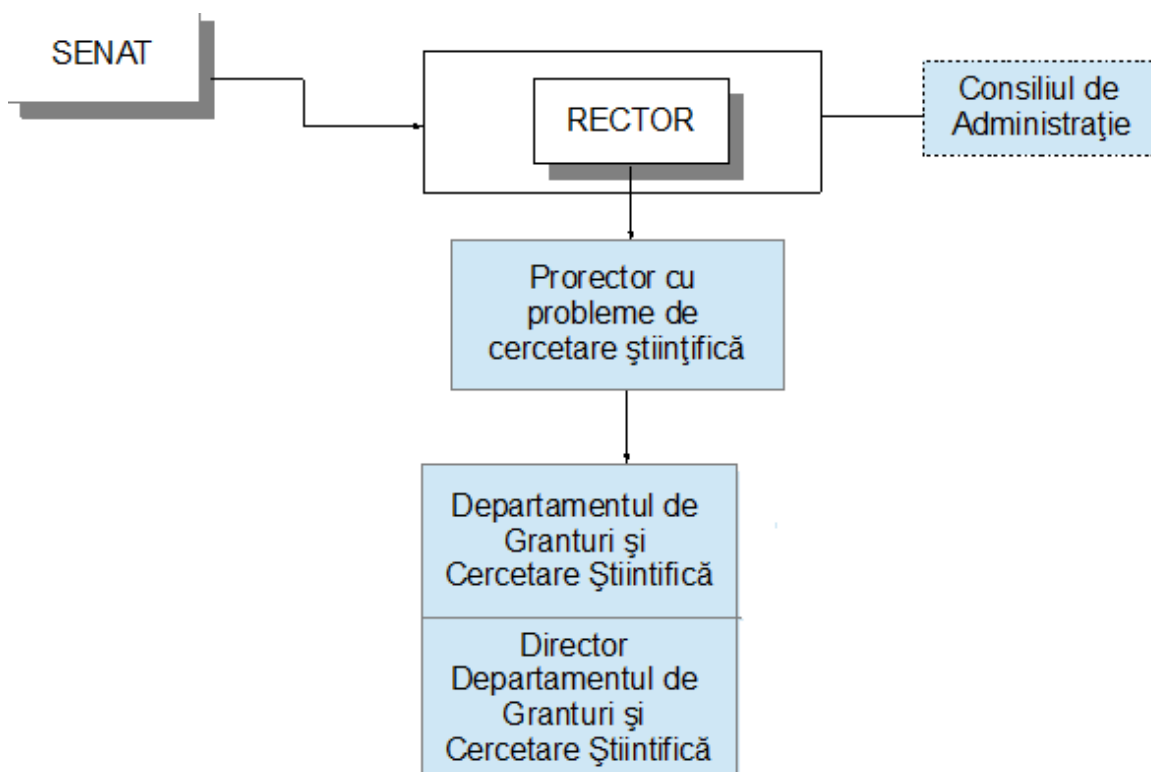 SENAT
RECTOR
Consiliul de
Administraţie
Prorector cu
probleme de
cercetare ştiinţifică
Departamentul de
Granturi şi
Cercetare Ştiintifică
Director
Departamentul de
Granturi şi
Cercetare Ştiintifică